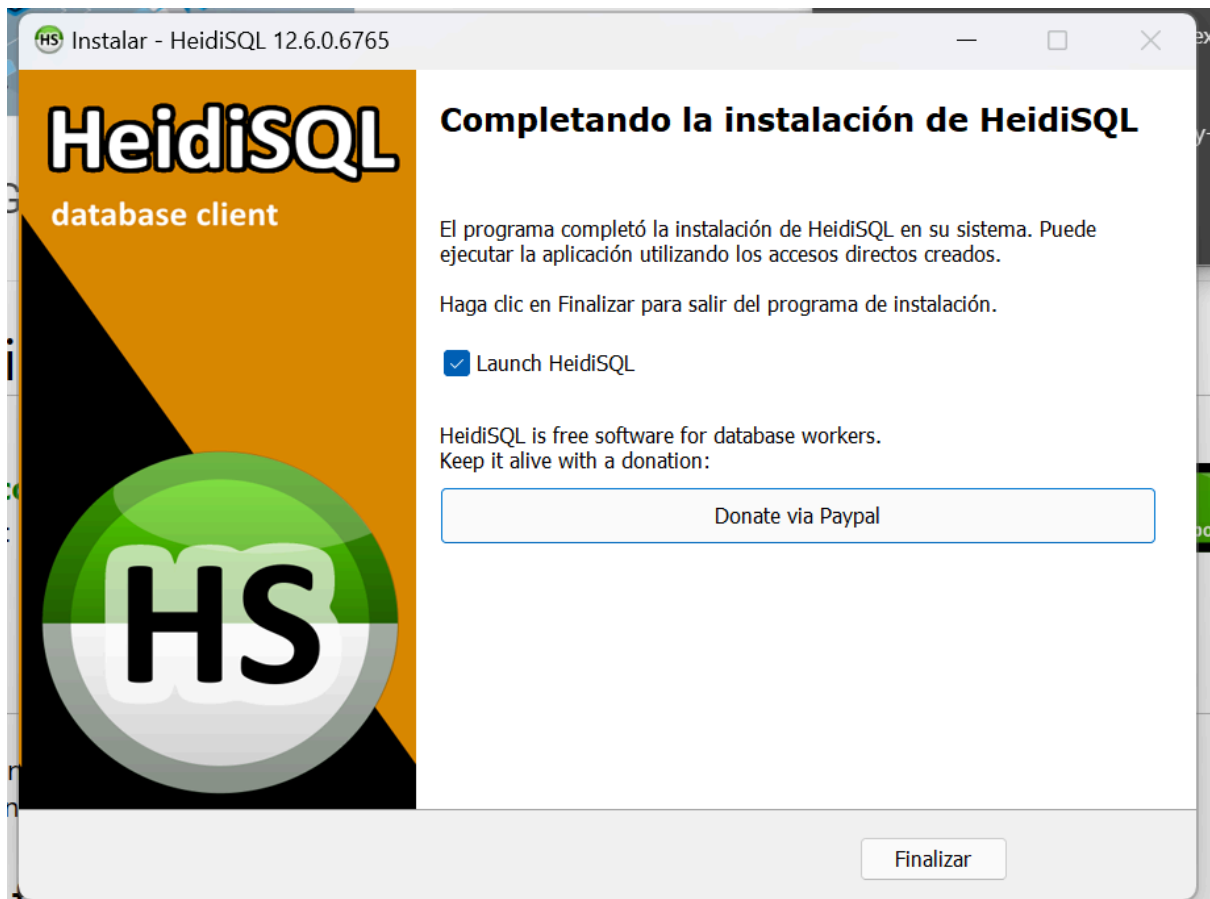 Instalar - HeidiSQL 12.6.0.6765
HeidiSQL
database client
HS
Completando la instalación de HeidiSQL
El programa completó la instalación de HeidiSQL en su sistema. Puede
ejecutar la aplicación utilizando los accesos directos creados.
Haga clic en Finalizar para salir del programa de instalación.
Launch HeidiSQL
HeidiSQL is free software for database workers.
Keep it alive with a donation:
Donate via Paypal
Finalizar